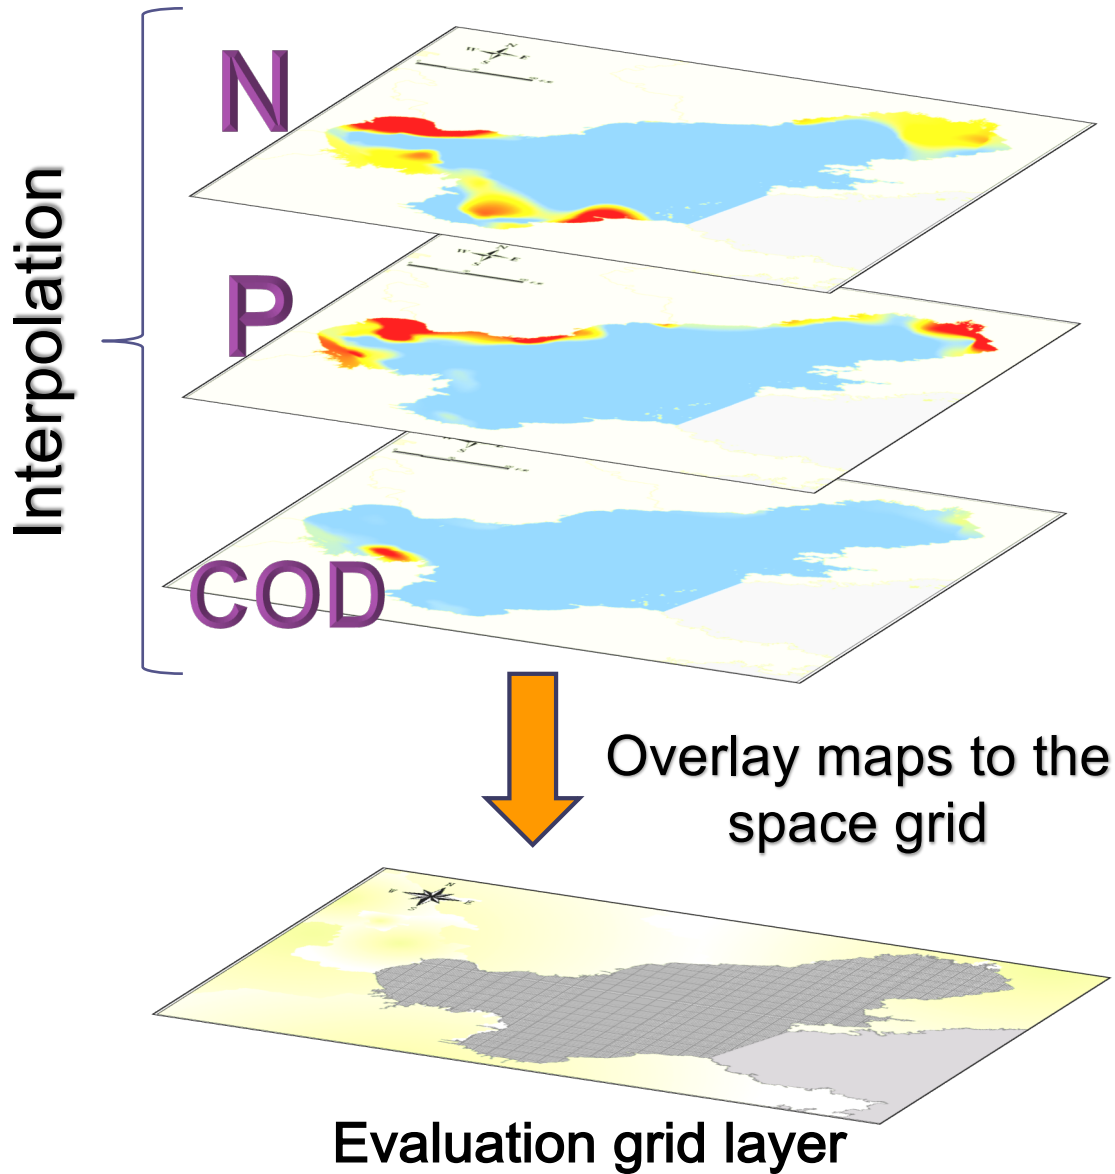 Interpolation
N
N
W E
S
P
N
W E
S
COD
Overlay maps to the
space grid
N
W E
S
Evaluation grid layer